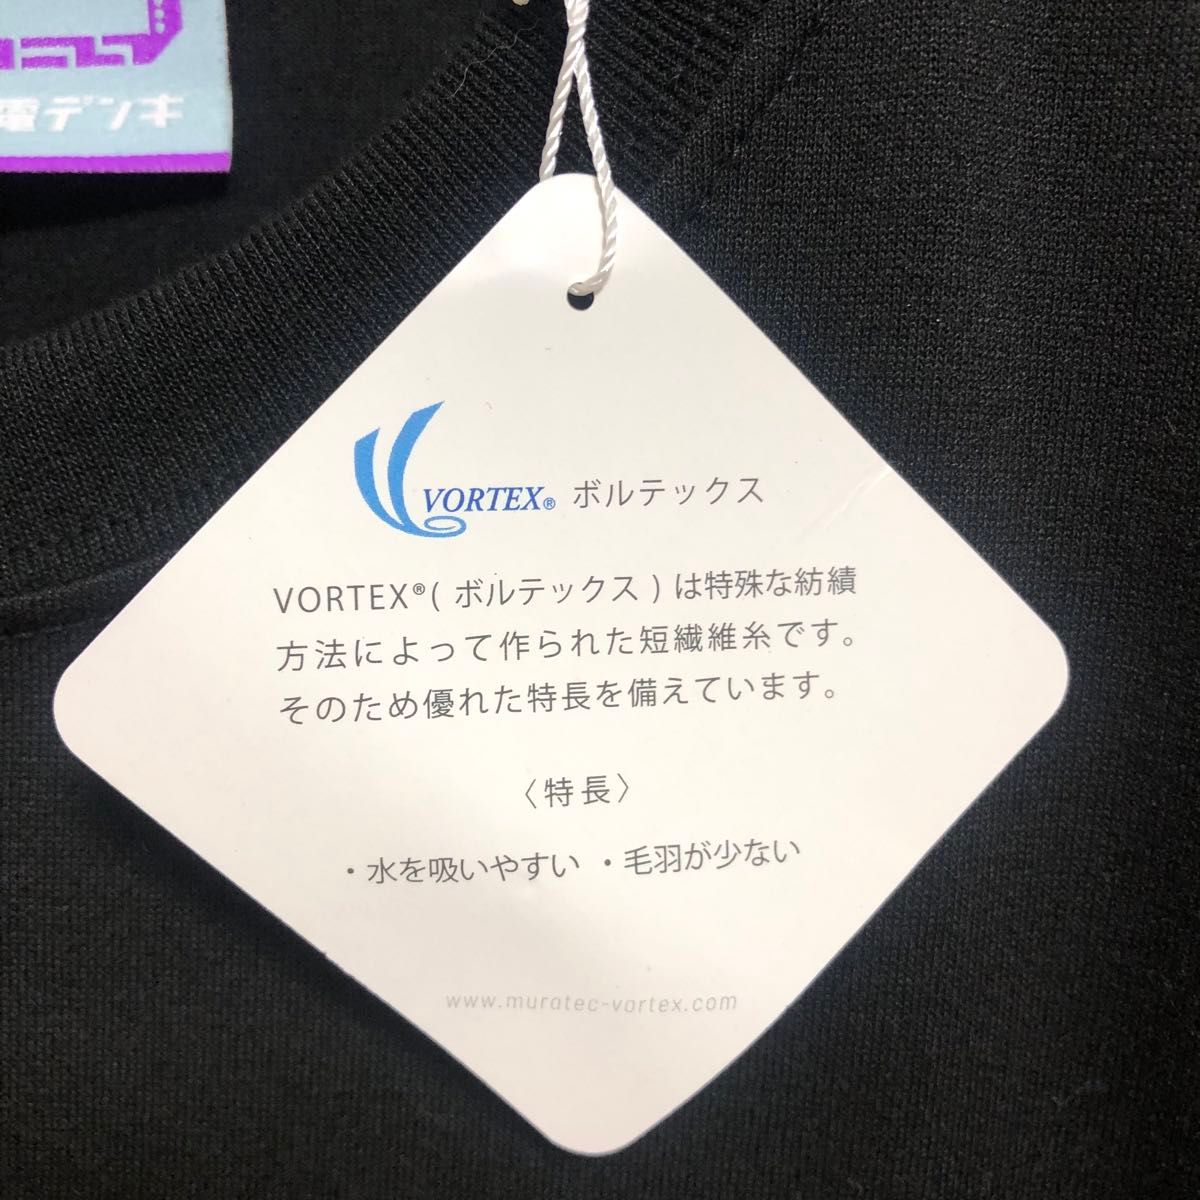 電デンキ
VORTEX® ボルテックス
VORTEX®( ボルテックス ) は特殊な紡績
方法によって作られた短繊維糸です。
そのため優れた特長を備えています。
〈特長〉
・水を吸いやすい ・毛羽が少ない
www.muratec-vortex.com